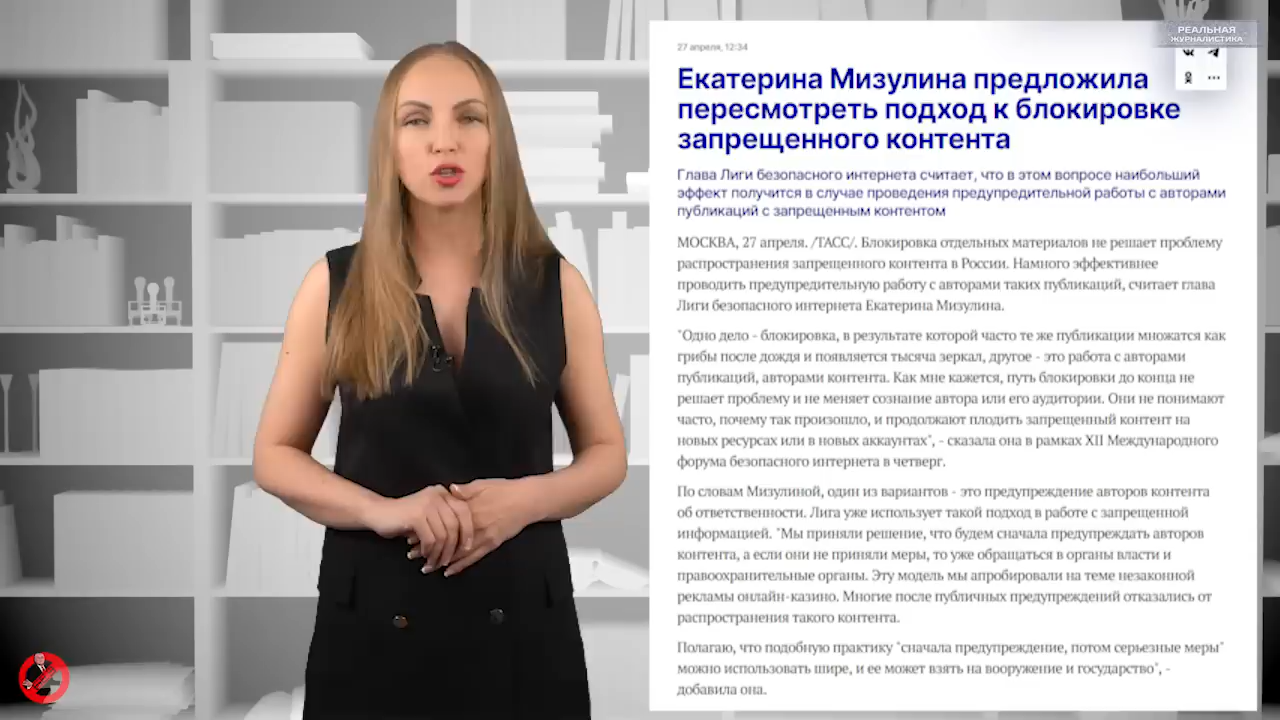 РЕАЛЬНАЯ
ЖУРНАЛИСТИКА
27 апреля, 12:34
Екатерина Мизулина предложила
пересмотреть подход к блокировке
запрещенного контента
Глава Лиги безопасного интернета считает, что в этом вопросе наибольший
эффект получится в случае проведения предупредительной работы с авторами
публикаций с запрещенным контентом
МОСКВА, 27 апреля. /ТАСС/. Блокировка отдельных материалов не решает проблему
распространения запрещенного контента в России. Намного эффективнее
проводить предупредительную работу с авторами таких публикаций, считает глава
Лиги безопасного интернета Екатерина Мизулина.
"Одно дело - блокировка, в результате которой часто те же публикации множатся как
грибы после дождя и появляется тысяча зеркал, другое - это работа с авторами
публикаций, авторами контента. Как мне кажется, путь блокировки до конца не
решает проблему и не меняет сознание автора или его аудитории. Они не понимают
часто, почему так произошло, и продолжают плодить запрещенный контент на
новых ресурсах или в новых аккаунтах", - сказала она в рамках XII Международного
форума безопасного интернета в четверг.
По словам Мизулиной, один из вариантов - это предупреждение авторов контента
об ответственности. Лига уже использует такой подход в работе с запрещенной
информацией. "Мы приняли решение, что будем сначала предупреждать авторов
контента, а если они не приняли меры, то уже обращаться в органы власти и
правоохранительные органы. Эту модель мы апробировали на теме незаконной
рекламы онлайн-казино. Многие после публичных предупреждений отказались от
распространения такого контента.
Полагаю, что подобную практику "сначала предупреждение, потом серьезные меры"
можно использовать шире, и ее может взять на вооружение и государство", -
добавила она.